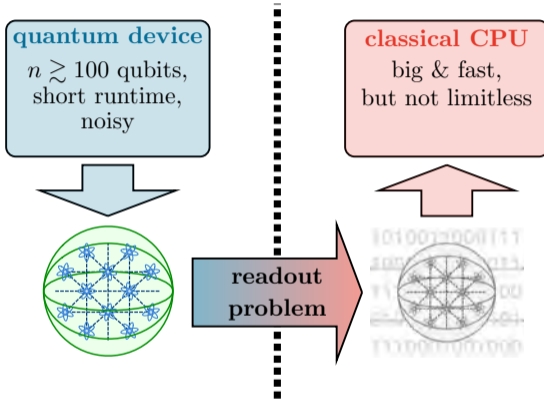 quantum device
n ≳ 100 qubits,
short runtime,
noisy
classical CPU
big & fast,
but not limitless
readout
problem